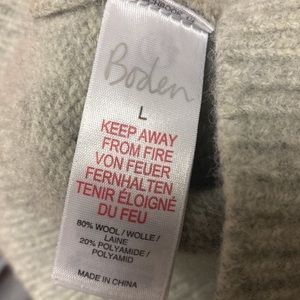 Boden
L
KEEP AWAY
FROM FIRE
VON FEUER
FERNHALTEN
TENIR ÉLOIGNÉ
DU FEU
80% WOOL / WOLLE /
LAINE
20% POLYAMIDE /
POLYAMID
MADE IN CHINA